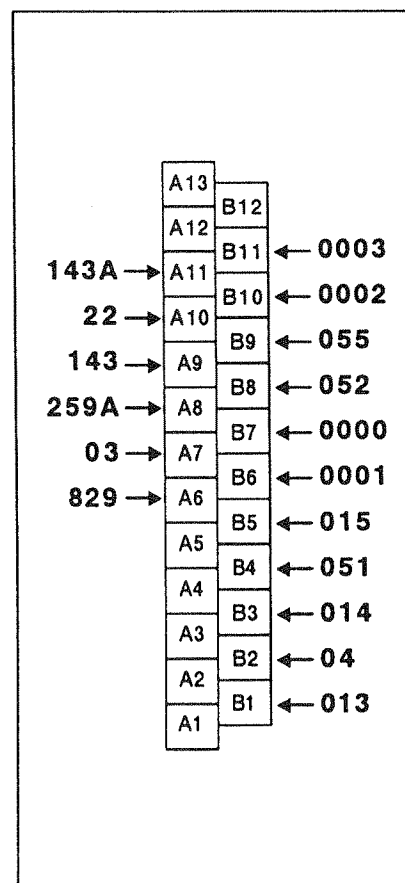 A13
B12
A12
B11 0003
143A A11
B10 0002
22 A10
B9 055
143 A9
B8 052
259A A8
B7 0000
03 A7
B6 0001
829 A6
B5 015
A5
B4 051
A4
B3 014
A3
B2 04
A2
B1 013
A1